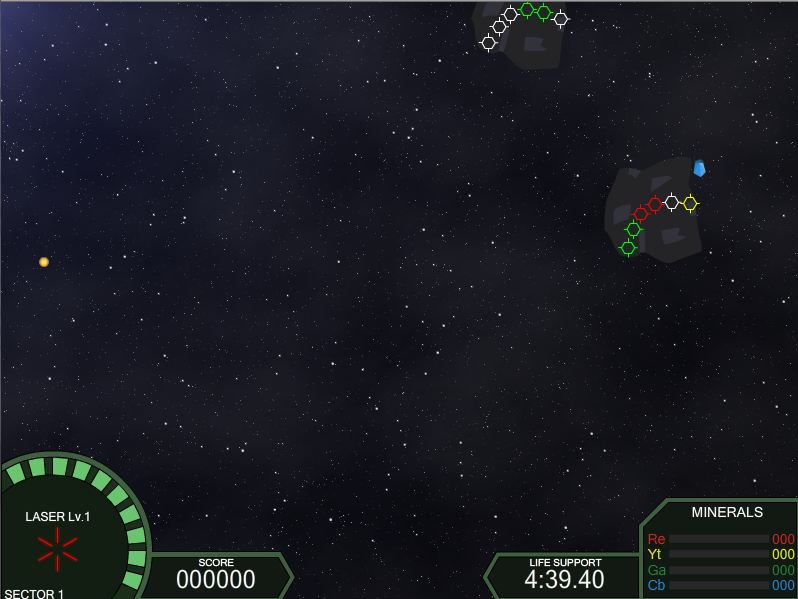 LASER Lv.1
SECTOR 1
SCORE
000000
LIFE SUPPORT
4:39.40
MINERALS
Re 000
Yt 000
Ga 000
Cb 000